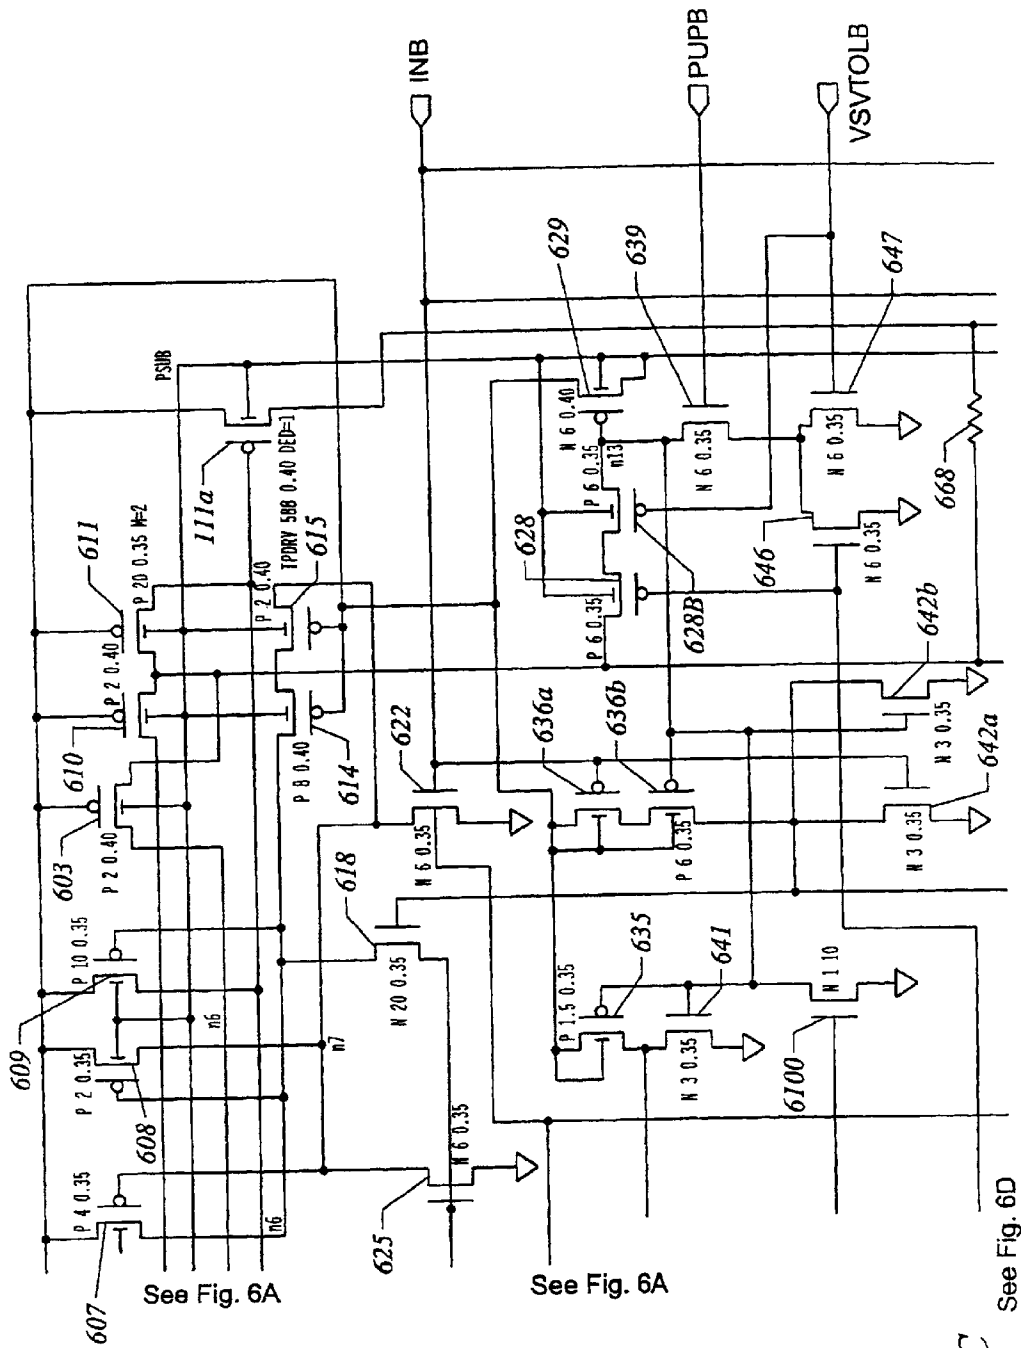 INB
PUPB
VSVTOLB
PSUB
111a
TPDRV 588 0.40 DED=1
611
P 20 0.35 M=2
615
P 2 0.40
610
P 2 0.40
614
P 8 0.40
603
P 2 0.40
609
P 10 0.35
608
P 2 0.35
607
P 4 0.35
n6
n7
n6
622
N 6 0.35
618
N 20 0.35
625
N 6 0.35
629
N 6 0.40
639
N 6 0.35
n13
P 6 0.35
628
P 6 0.35
628B
647
N 6 0.35
646
N 6 0.35
668
636a
636b
P 6 0.35
642b
N 3 0.35
642a
N 3 0.35
635
P 1.5 0.35
641
N 3 0.35
6100
N 1 10
See Fig. 6A
See Fig. 6A
See Fig. 6D